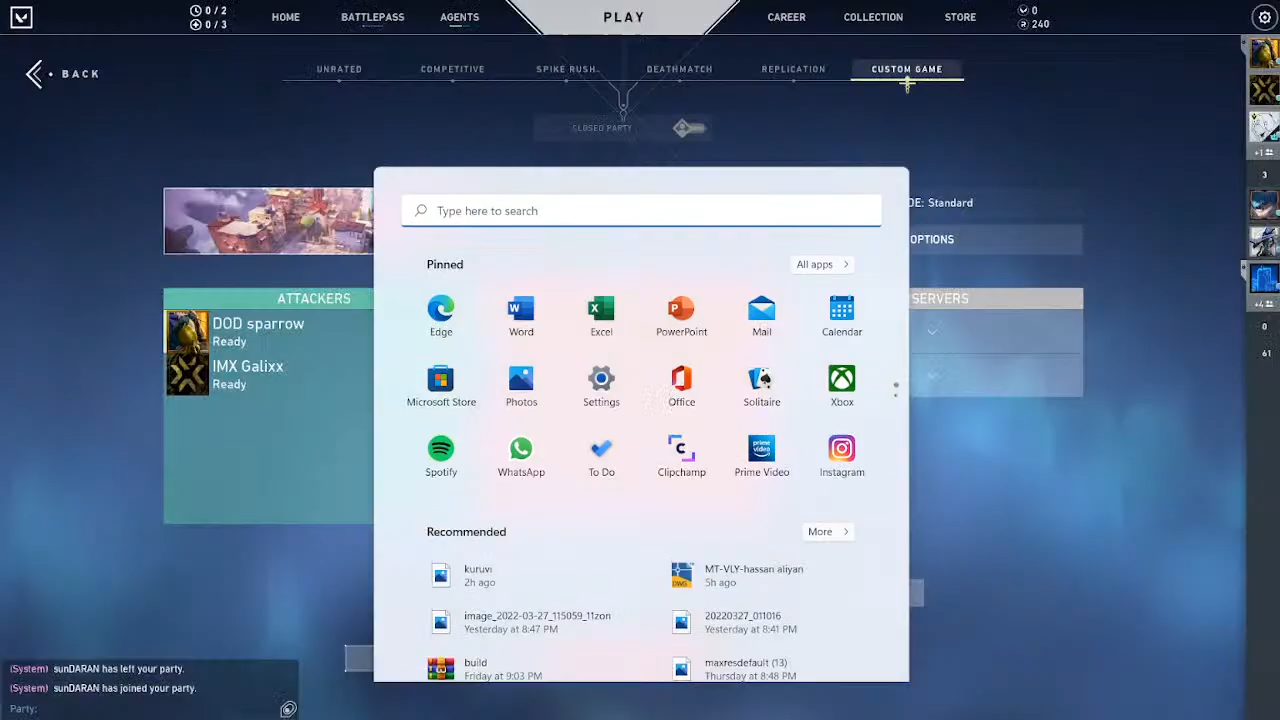 0 / 2
0 / 3
HOME
BATTLEPASS
AGENTS
PLAY
CAREER
COLLECTION
STORE
0
240
BACK
UNRATED
COMPETITIVE
SPIKE RUSH
DEATHMATCH
REPLICATION
CUSTOM GAME
CLOSED PARTY
+1
3
+4
0
61
DE: Standard
OPTIONS
ATTACKERS
SERVERS
DOD sparrow
Ready
IMX Galixx
Ready
Type here to search
Pinned
All apps
Edge
Word
Excel
PowerPoint
Mail
Calendar
Microsoft Store
Photos
Settings
Office
Solitaire
Xbox
Spotify
WhatsApp
To Do
Clipchamp
Prime Video
Instagram
Recommended
More
kuruvi
2h ago
MT-VLY-hassan aliyan
5h ago
image_2022-03-27_115059_11zon
Yesterday at 8:47 PM
20220327_011016
Yesterday at 8:41 PM
build
Friday at 9:03 PM
maxresdefault (13)
Thursday at 8:48 PM
(System) sunDARAN has left your party.
(System) sunDARAN has joined your party.
Party: